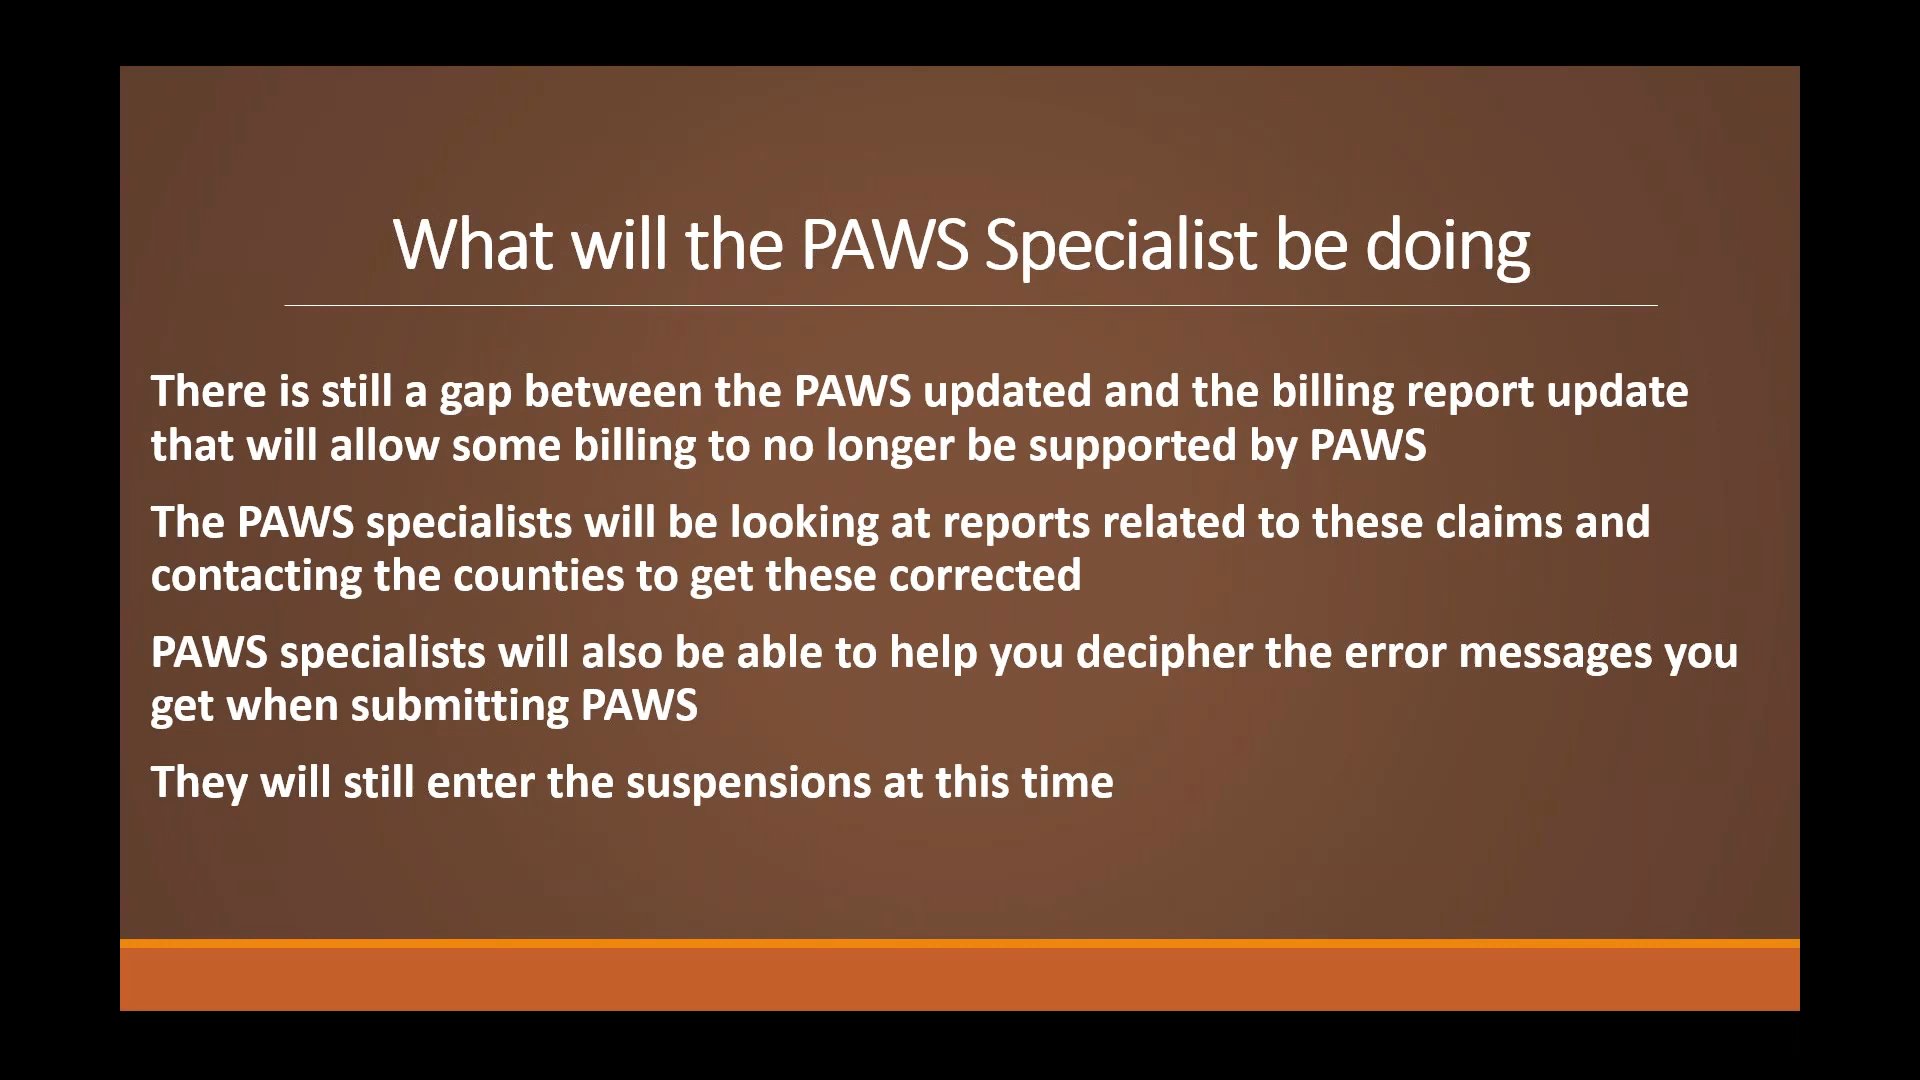 What will the PAWS Specialist be doing
There is still a gap between the PAWS updated and the billing report update
that will allow some billing to no longer be supported by PAWS
The PAWS specialists will be looking at reports related to these claims and
contacting the counties to get these corrected
PAWS specialists will also be able to help you decipher the error messages you
get when submitting PAWS
They will still enter the suspensions at this time